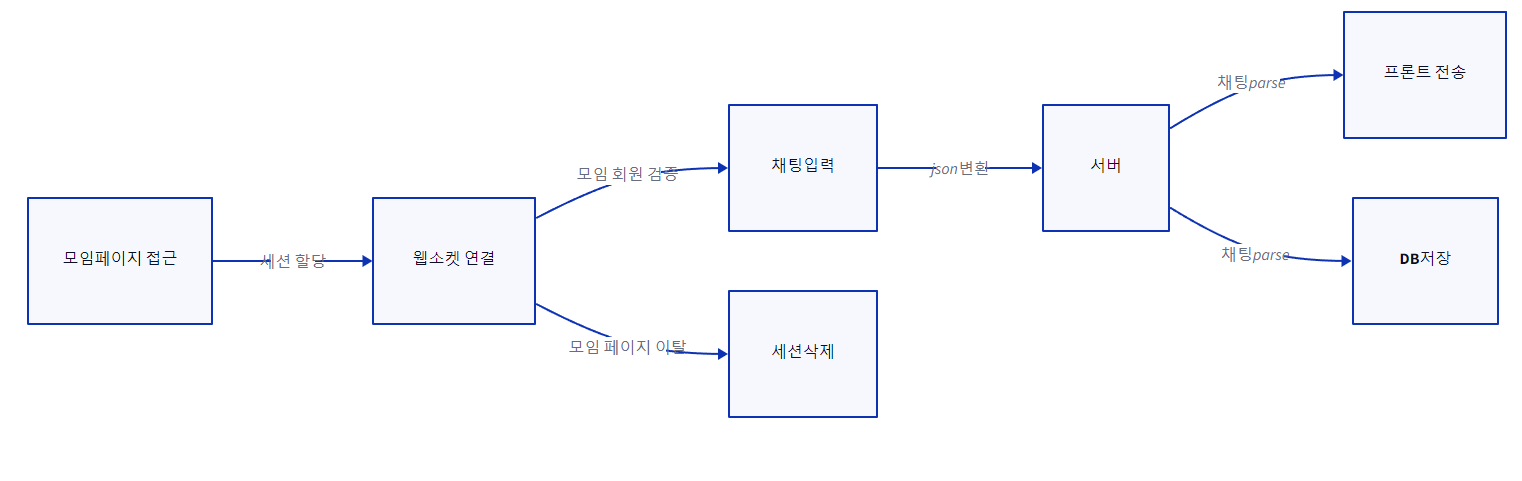 모임페이지 접근
세션 할당
웹소켓 연결
모임 회원 검증
채팅입력
json변환
서버
채팅parse
프론트 전송
채팅parse
DB저장
모임 페이지 이탈
세션삭제